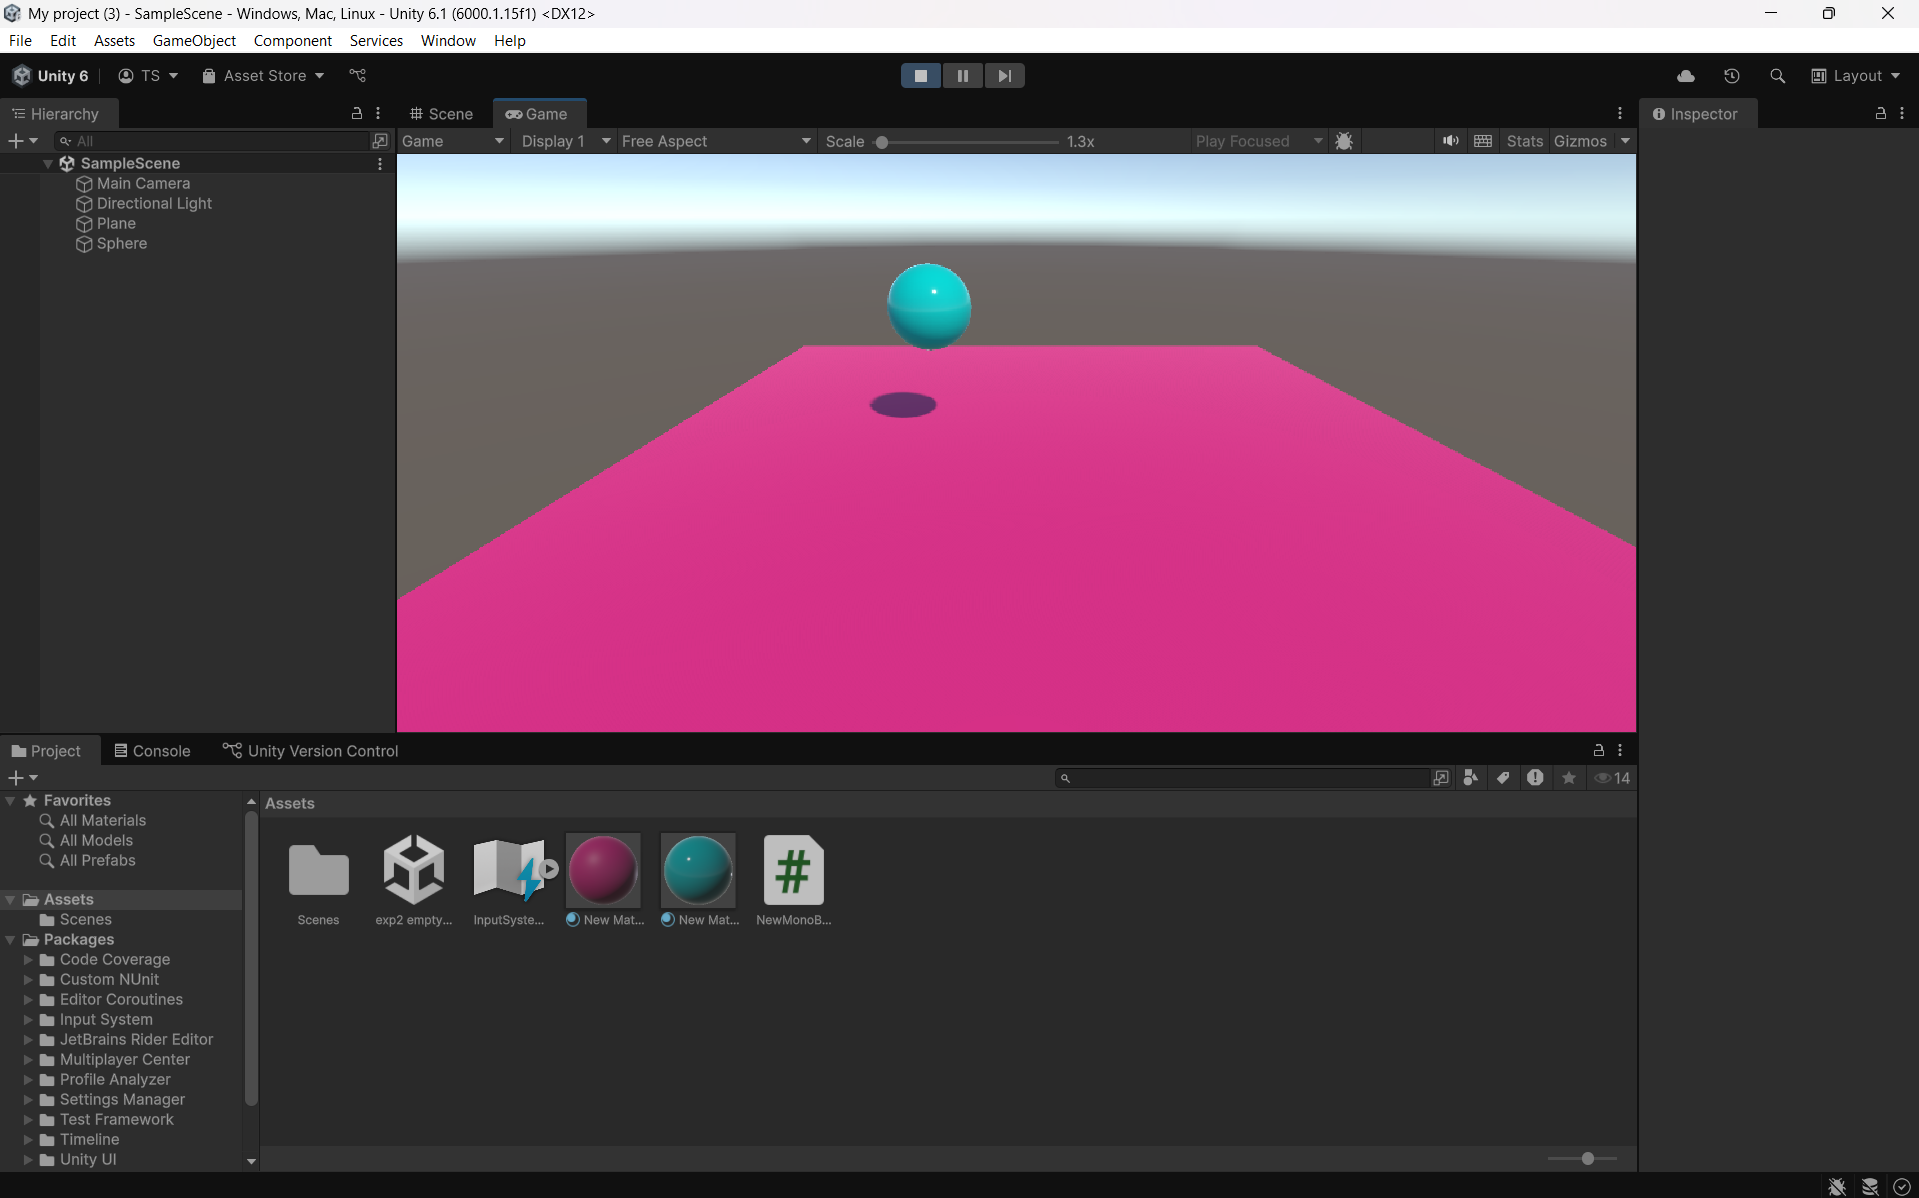 My project (3) - SampleScene - Windows, Mac, Linux - Unity 6.1 (6000.1.15f1) <DX12>
File Edit Assets GameObject Component Services Window Help
Unity 6 TS Asset Store Layout
Hierarchy Scene Game Inspector
All Game Display 1 Free Aspect Scale 1.3x Play Focused Stats Gizmos
SampleScene
Main Camera
Directional Light
Plane
Sphere
Project Console Unity Version Control
14
Favorites
All Materials
All Models
All Prefabs
Assets
Scenes
Packages
Code Coverage
Custom NUnit
Editor Coroutines
Input System
JetBrains Rider Editor
Multiplayer Center
Profile Analyzer
Settings Manager
Test Framework
Timeline
Unity UI
Assets
Scenes exp2 empty... InputSyste... New Mat... New Mat... NewMonoB...